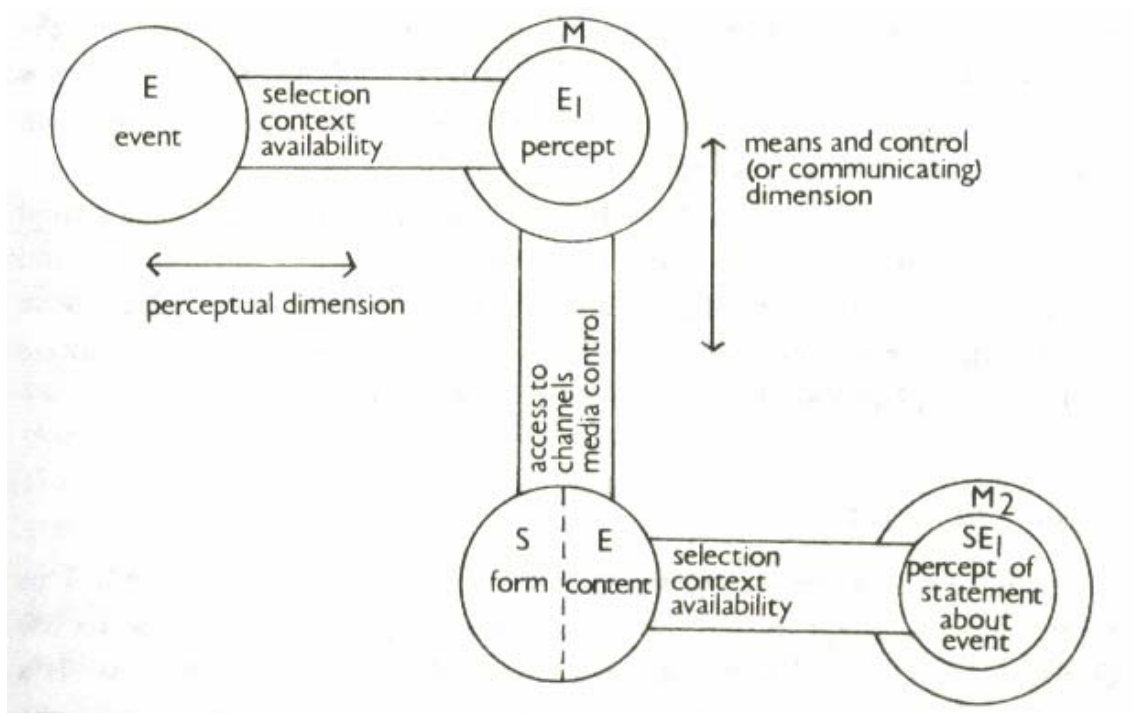 E
event
selection
context
availability
M
E1
percept
means and control
(or communicating)
dimension
perceptual dimension
access to
channels
media control
S
form
E
content
selection
context
availability
M2
SE1
percept of
statement
about
event